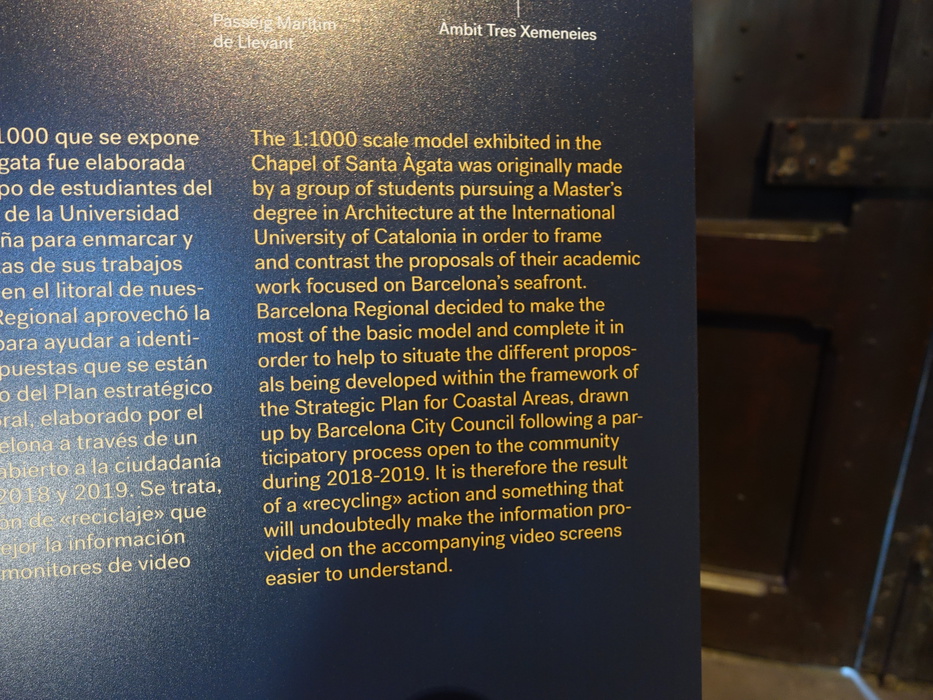 Passeig Marítim
de Llevant
Àmbit Tres Xemeneies
1000 que se expone
gata fue elaborada
po de estudiantes del
de la Universidad
ña para enmarcar y
as de sus trabajos
en el litoral de nues-
Regional aprovechó la
para ayudar a identi-
puestas que se están
o del Plan estratégico
oral, elaborado por el
elona a través de un
abierto a la ciudadanía
2018 y 2019. Se trata,
ón de «reciclaje» que
ejor la información
monitores de video
The 1:1000 scale model exhibited in the
Chapel of Santa Àgata was originally made
by a group of students pursuing a Master's
degree in Architecture at the International
University of Catalonia in order to frame
and contrast the proposals of their academic
work focused on Barcelona's seafront.
Barcelona Regional decided to make the
most of the basic model and complete it in
order to help to situate the different propos-
als being developed within the framework of
the Strategic Plan for Coastal Areas, drawn
up by Barcelona City Council following a par-
ticipatory process open to the community
during 2018-2019. It is therefore the result
of a «recycling» action and something that
will undoubtedly make the information pro-
vided on the accompanying video screens
easier to understand.